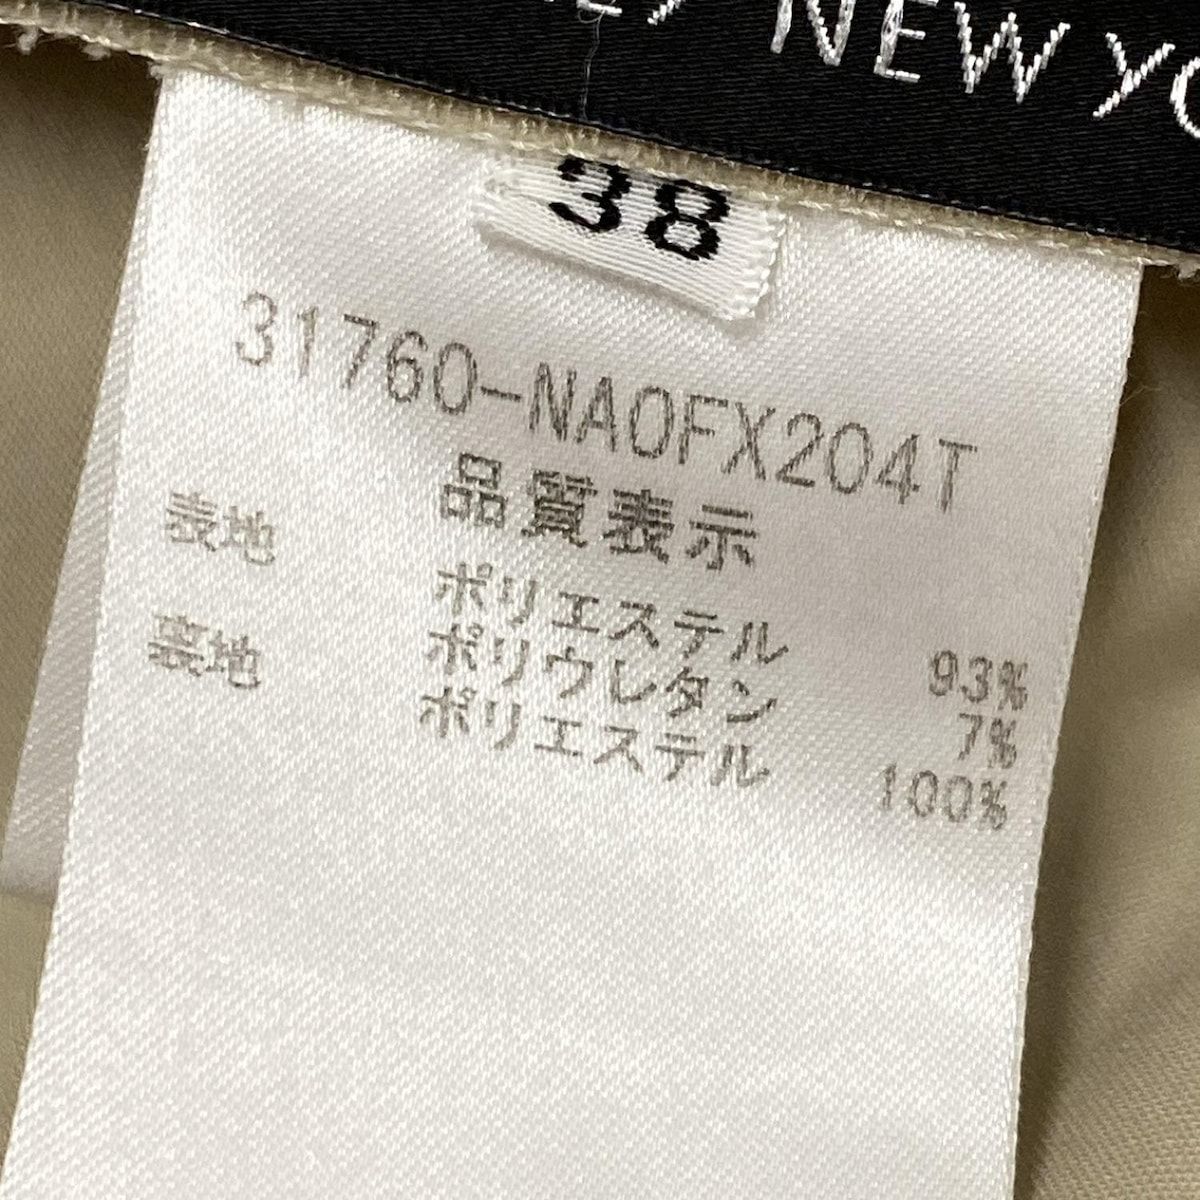 NEW YO
38
31760-NA0FX204T
品質表示
表地 ポリエステル 93%
ポリウレタン 7%
裏地 ポリエステル 100%